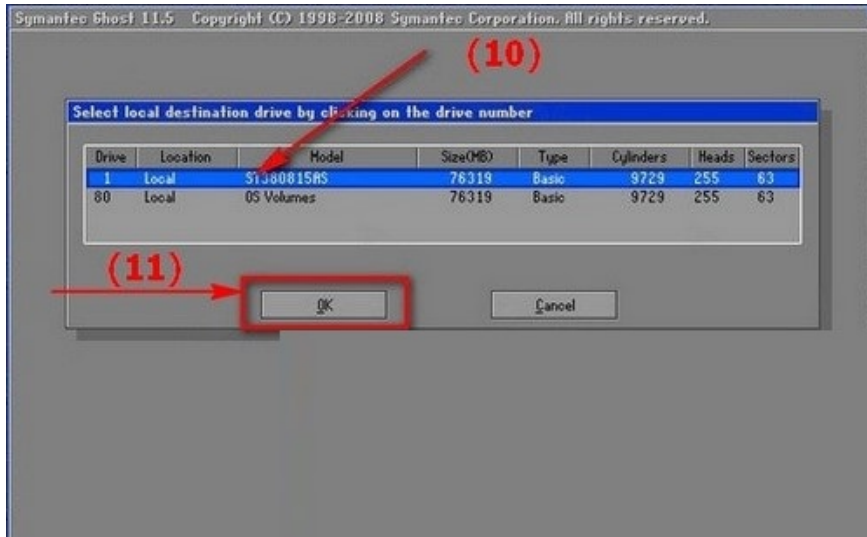 Symantec Ghost 11.5 Copyright (C) 1998-2008 Symantec Corporation. All rights reserved.
(10)
Select local destination drive by clicking on the drive number
Drive Location Model Size(MB) Type Cylinders Heads Sectors
1 Local ST380815AS 76319 Basic 9729 255 63
80 Local OS Volumes 76319 Basic 9729 255 63
(11)
OK Cancel